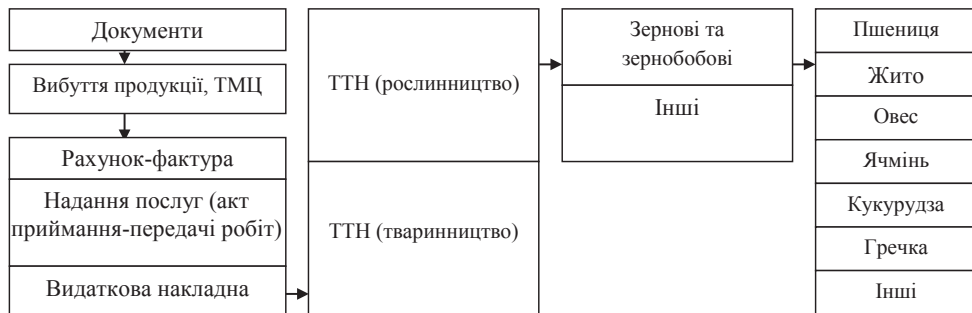 Документи
Вибуття продукції, ТМЦ
Рахунок-фактура
Надання послуг (акт
приймання-передачі робіт)
Видаткова накладна
ТТН (рослинництво)
ТТН (тваринництво)
Зернові та
зернобобові
Інші
Пшениця
Жито
Овес
Ячмінь
Кукурудза
Гречка
Інші